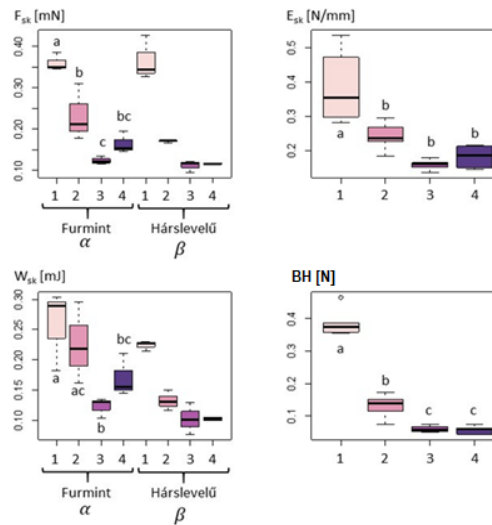 F_sk [mN]
0.40
0.30
0.20
0.10
a
b
c
bc
1 2 3 4 1 2 3 4
Furmint Hárslevelű
α β
E_sk [N/mm]
0.5
0.4
0.3
0.2
a
b
b
b
1 2 3 4
W_sk [mJ]
0.30
0.25
0.20
0.15
0.10
a
ac
b
bc
1 2 3 4 1 2 3 4
Furmint Hárslevelű
α β
BH [N]
0.4
0.3
0.2
0.1
a
b
c
c
1 2 3 4